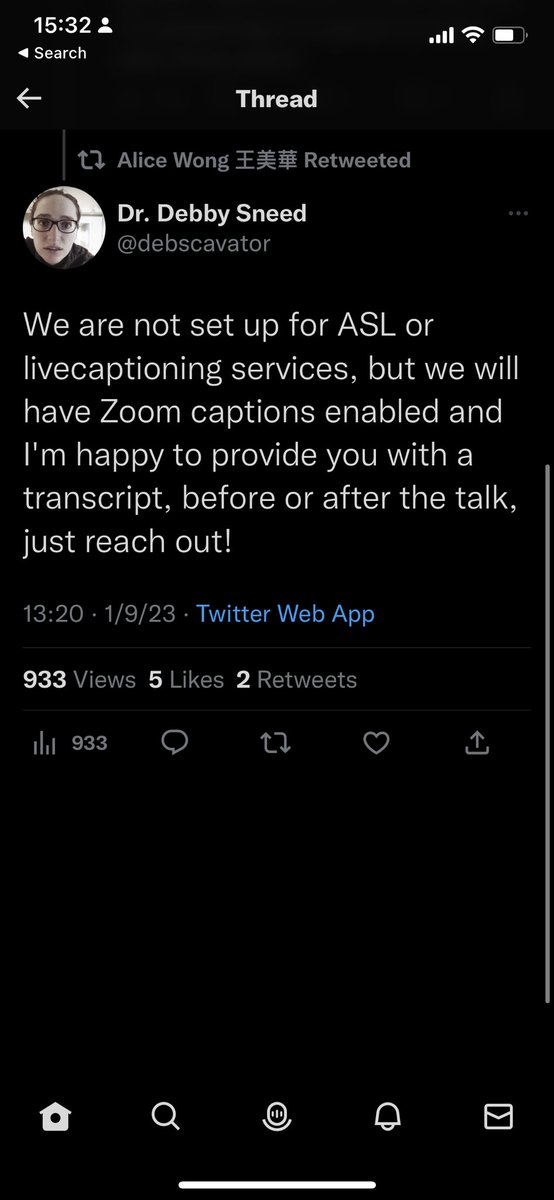 15:32
Search
Thread
Alice Wong 王美華 Retweeted
Dr. Debby Sneed
@debscavator
We are not set up for ASL or
livecaptioning services, but we will
have Zoom captions enabled and
I'm happy to provide you with a
transcript, before or after the talk,
just reach out!
13:20 · 1/9/23 · Twitter Web App
933 Views 5 Likes 2 Retweets
933